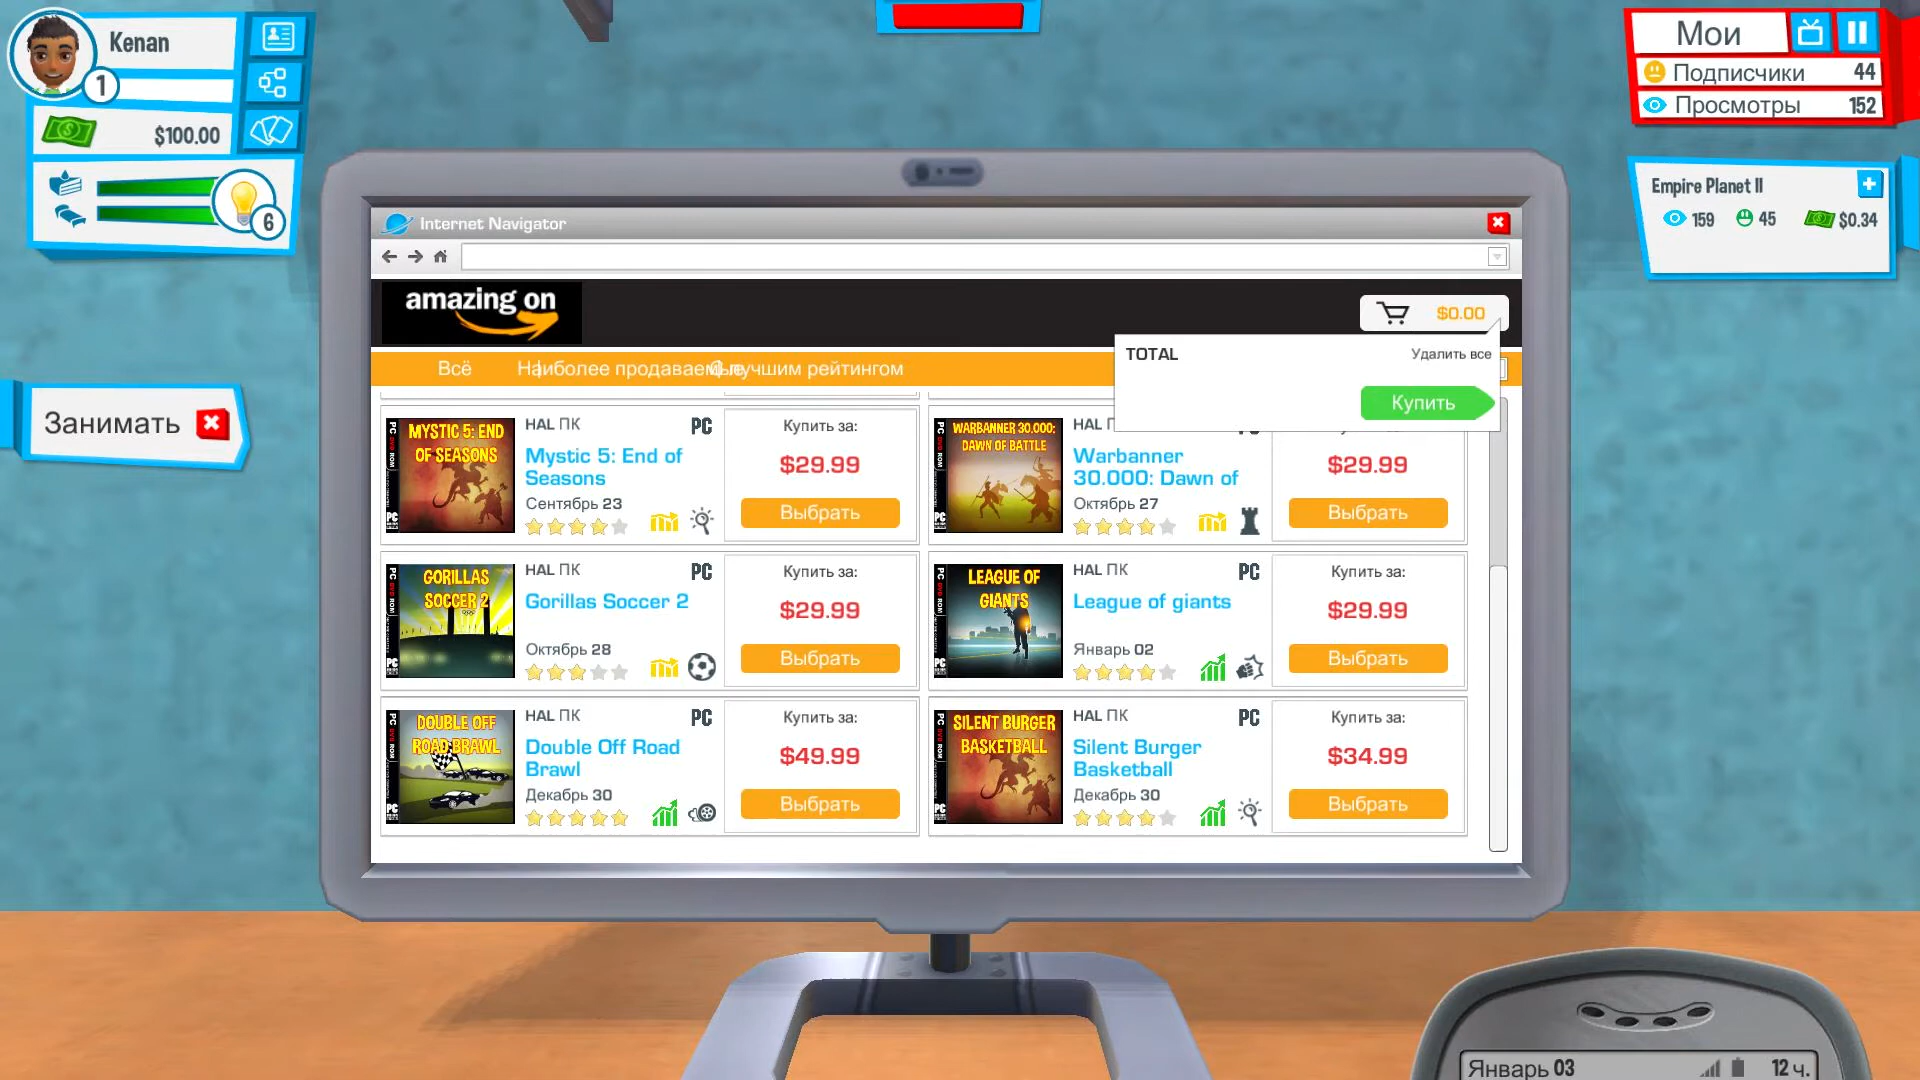 Kenan
1
$100.00
6
Мои
Подписчики 44
Просмотры 152
Empire Planet II
159 45 $0.34
Занимать
Internet Navigator
amazing on
$0.00
TOTAL Удалить все
Купить
Всё Наиболее продаваемые лучшим рейтингом
MYSTIC 5: END OF SEASONS
HAL ПК PC
Mystic 5: End of Seasons
Сентябрь 23
Купить за:
$29.99
Выбрать
WARBANNER 30.000: DAWN OF BATTLE
HAL
Warbanner 30.000: Dawn of
Октябрь 27
Купить за:
$29.99
Выбрать
GORILLAS SOCCER 2
HAL ПК PC
Gorillas Soccer 2
Октябрь 28
Купить за:
$29.99
Выбрать
LEAGUE OF GIANTS
HAL ПК PC
League of giants
Январь 02
Купить за:
$29.99
Выбрать
DOUBLE OFF ROAD BRAWL
HAL ПК PC
Double Off Road Brawl
Декабрь 30
Купить за:
$49.99
Выбрать
SILENT BURGER BASKETBALL
HAL ПК PC
Silent Burger Basketball
Декабрь 30
Купить за:
$34.99
Выбрать
Январь 03 12 ч.